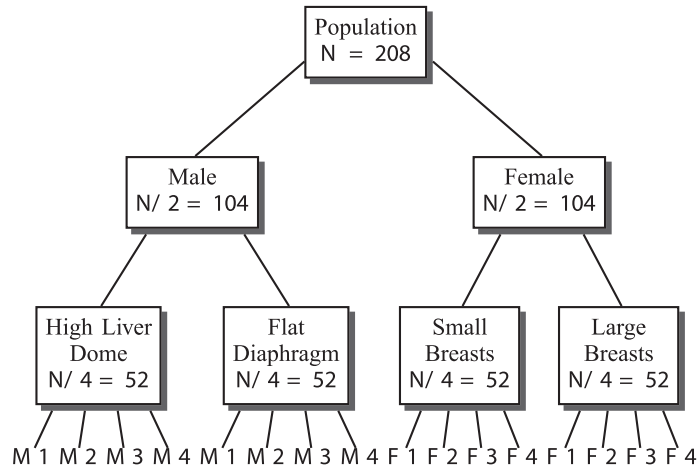 Population
N = 208
Male
N/ 2 = 104
Female
N/ 2 = 104
High Liver
Dome
N/ 4 = 52
Flat
Diaphragm
N/ 4 = 52
Small
Breasts
N/ 4 = 52
Large
Breasts
N/ 4 = 52
M 1 M 2 M 3 M 4 M 1 M 2 M 3 M 4 F 1 F 2 F 3 F 4 F 1 F 2 F 3 F 4